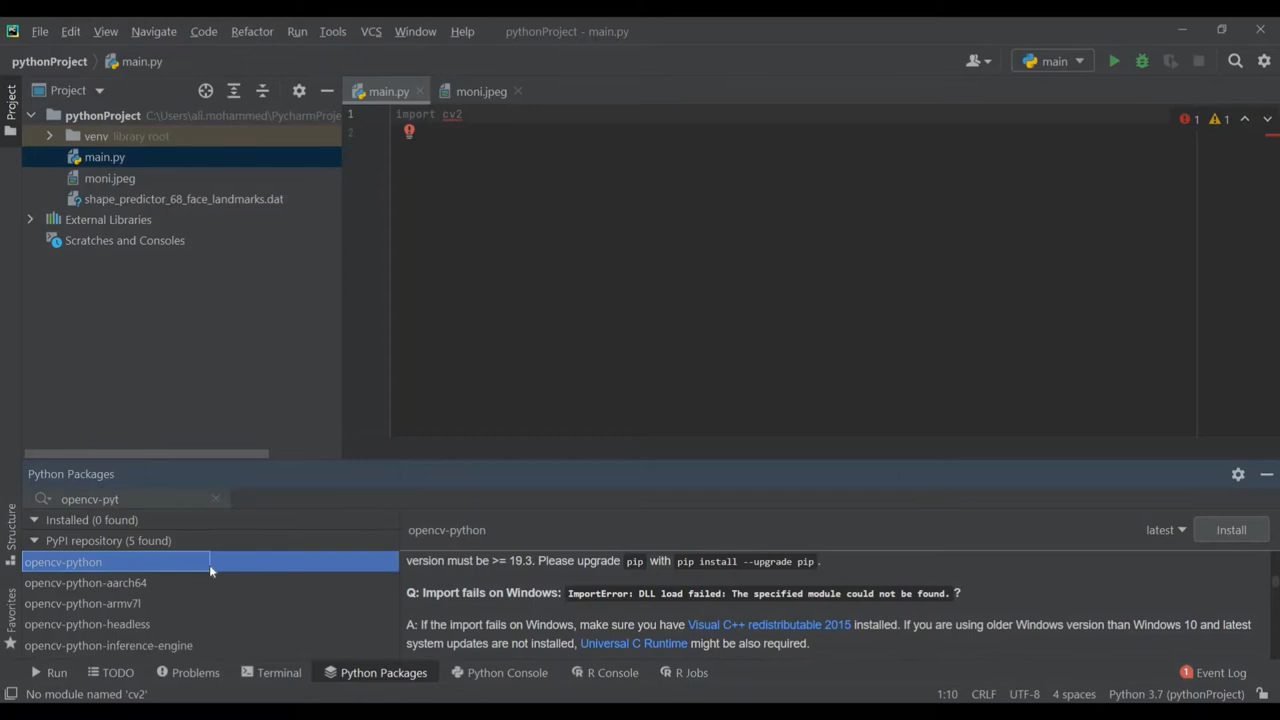 File Edit View Navigate Code Refactor Run Tools VCS Window Help pythonProject - main.py
pythonProject main.py main
Project main.py moni.jpeg
Project
pythonProject C:\Users\ali.mohammed\PycharmProje
venv library root
main.py
moni.jpeg
shape_predictor_68_face_landmarks.dat
External Libraries
Scratches and Consoles
1 import cv2 1 1
2
Python Packages
opencv-pyt
Installed (0 found)
PyPI repository (5 found)
opencv-python
opencv-python-aarch64
opencv-python-armv7l
opencv-python-headless
opencv-python-inference-engine
opencv-python latest Install
version must be >= 19.3. Please upgrade pip with pip install --upgrade pip.
Q: Import fails on Windows: ImportError: DLL load failed: The specified module could not be found. ?
A: If the import fails on Windows, make sure you have Visual C++ redistributable 2015 installed. If you are using older Windows version than Windows 10 and latest
system updates are not installed, Universal C Runtime might be also required.
Structure
Favorites
Run TODO Problems Terminal Python Packages Python Console R Console R Jobs 1 Event Log
No module named 'cv2' 1:10 CRLF UTF-8 4 spaces Python 3.7 (pythonProject)